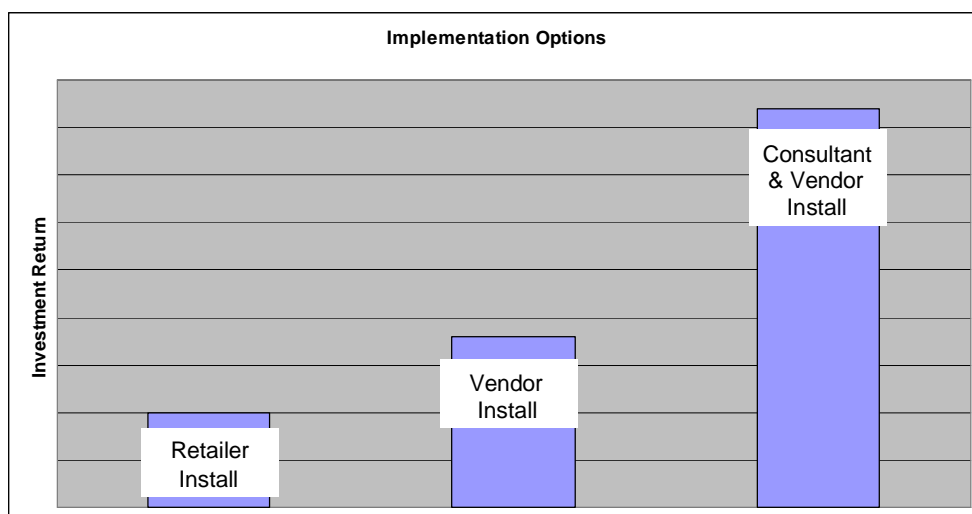 Implementation Options
Investment Return
Consultant
& Vendor
Install
Vendor
Install
Retailer
Install